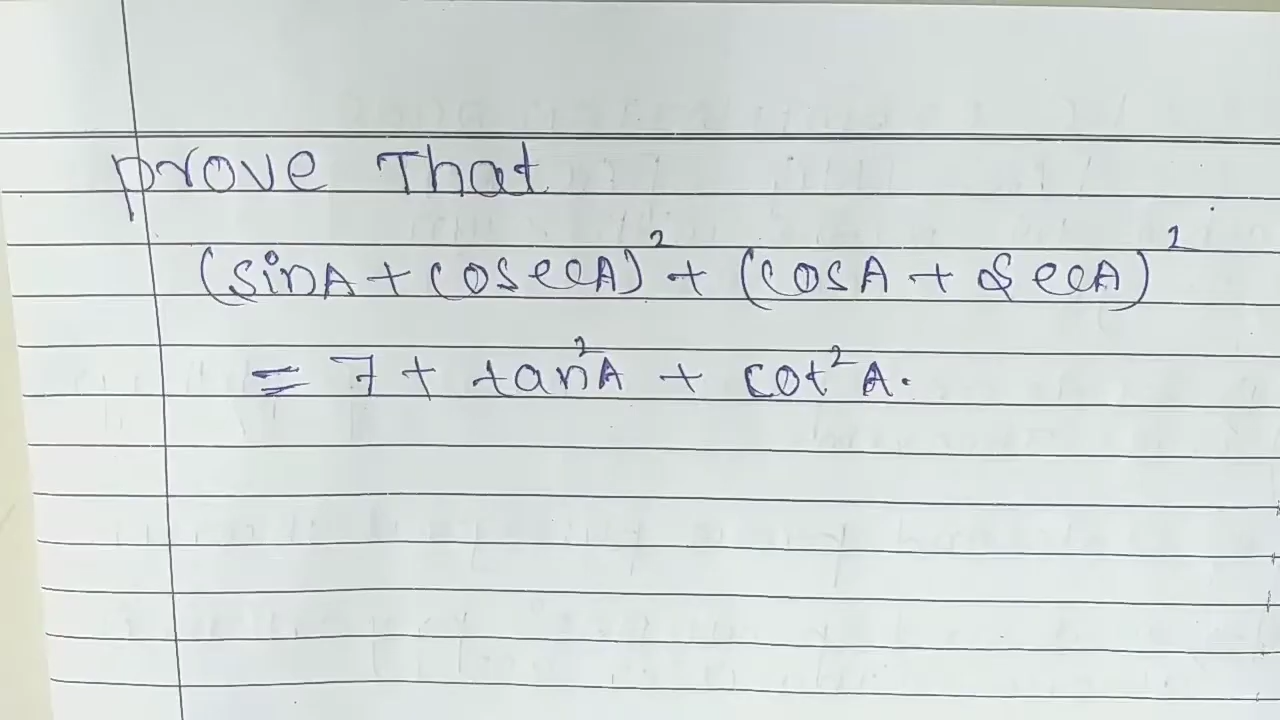 prove That
(sinA + cosecA)² + (cosA + secA)²
= 7 + tan²A + cot²A.